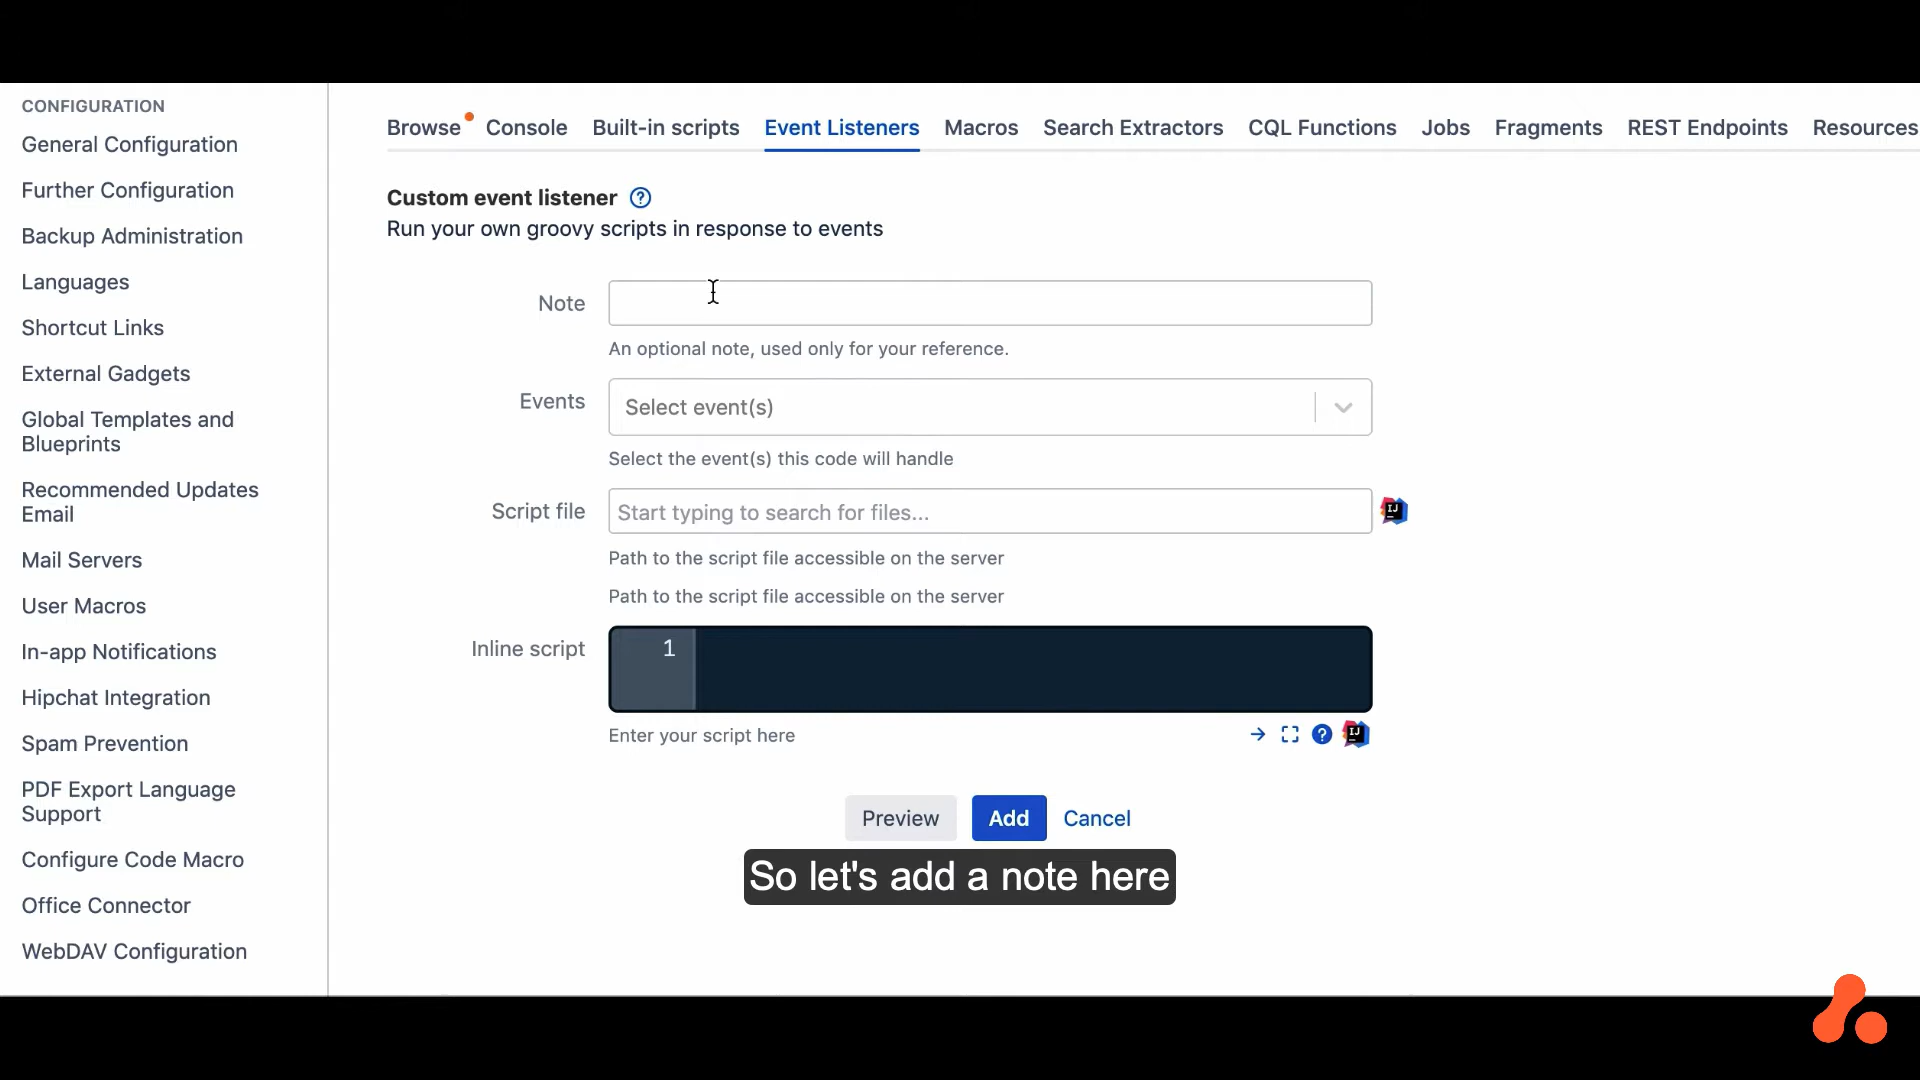 CONFIGURATION
General Configuration
Further Configuration
Backup Administration
Languages
Shortcut Links
External Gadgets
Global Templates and
Blueprints
Recommended Updates
Email
Mail Servers
User Macros
In-app Notifications
Hipchat Integration
Spam Prevention
PDF Export Language
Support
Configure Code Macro
Office Connector
WebDAV Configuration
Browse Console Built-in scripts Event Listeners Macros Search Extractors CQL Functions Jobs Fragments REST Endpoints Resources
Custom event listener ?
Run your own groovy scripts in response to events
Note
An optional note, used only for your reference.
Events Select event(s)
Select the event(s) this code will handle
Script file Start typing to search for files... IJ
Path to the script file accessible on the server
Path to the script file accessible on the server
Inline script 1
Enter your script here ? IJ
Preview Add Cancel
So let's add a note here